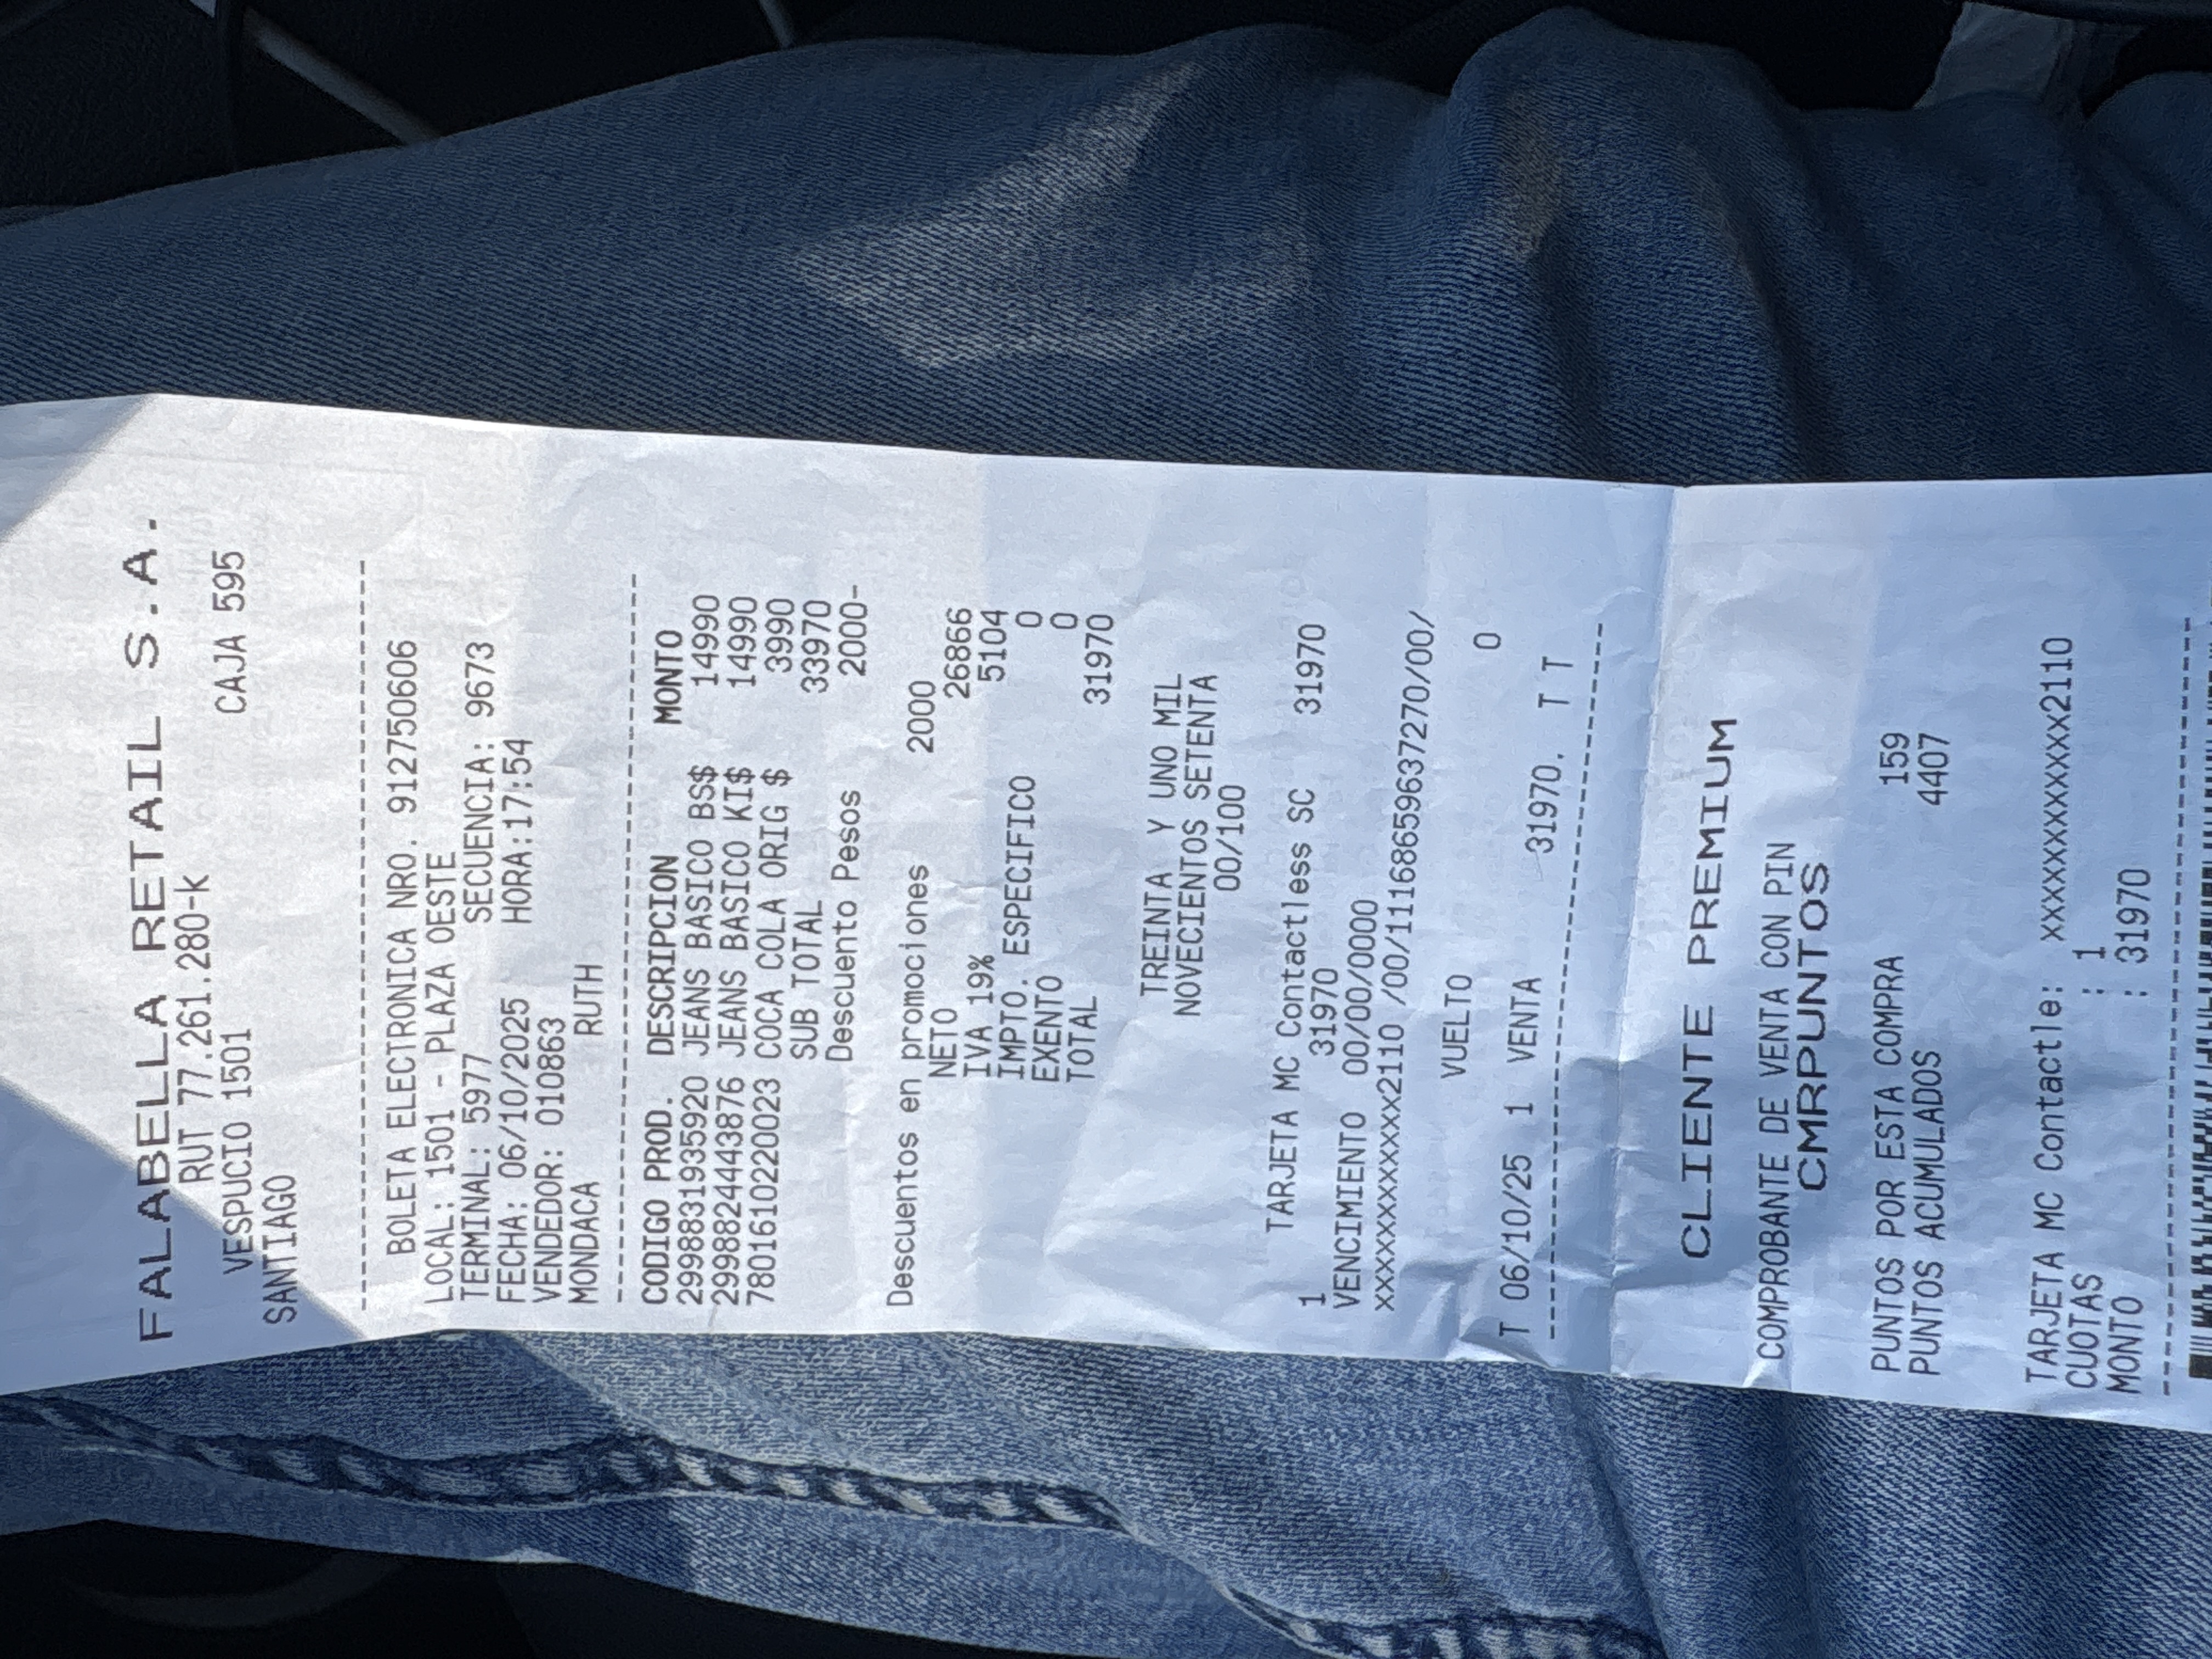 FALABELLA RETAIL S.A.
RUT 77.261.280-k
VESPUCIO 1501 CAJA 595
SANTIAGO
BOLETA ELECTRONICA NRO. 912750606
LOCAL: 1501 - PLAZA OESTE
TERMINAL: 5977 SECUENCIA: 9673
FECHA: 06/10/2025 HORA:17:54
VENDEDOR: 010863
MONDACA RUTH
CODIGO PROD. DESCRIPCION MONTO
2998831935920 JEANS BASICO BS$ 14990
2998824443876 JEANS BASICO KI$ 14990
7801610220023 COCA COLA ORIG $ 3990
SUB TOTAL 33970
Descuento Pesos 2000-
Descuentos en promociones 2000
NETO 26866
IVA 19% 5104
IMPTO. ESPECIFICO 0
EXENTO 0
TOTAL 31970
TREINTA Y UNO MIL
NOVECIENTOS SETENTA
00/100
TARJETA MC Contactless SC 31970
1 31970
VENCIMIENTO 00/00/0000
xxxxxxxxxxxx2110 /00/111686596637270/00/
VUELTO 0
T 06/10/25 1 VENTA 31970. T T
CLIENTE PREMIUM
COMPROBANTE DE VENTA CON PIN
CMRPUNTOS
PUNTOS POR ESTA COMPRA 159
PUNTOS ACUMULADOS 4407
TARJETA MC Contactle: xxxxxxxxxxxx2110
CUOTAS : 1
MONTO : 31970